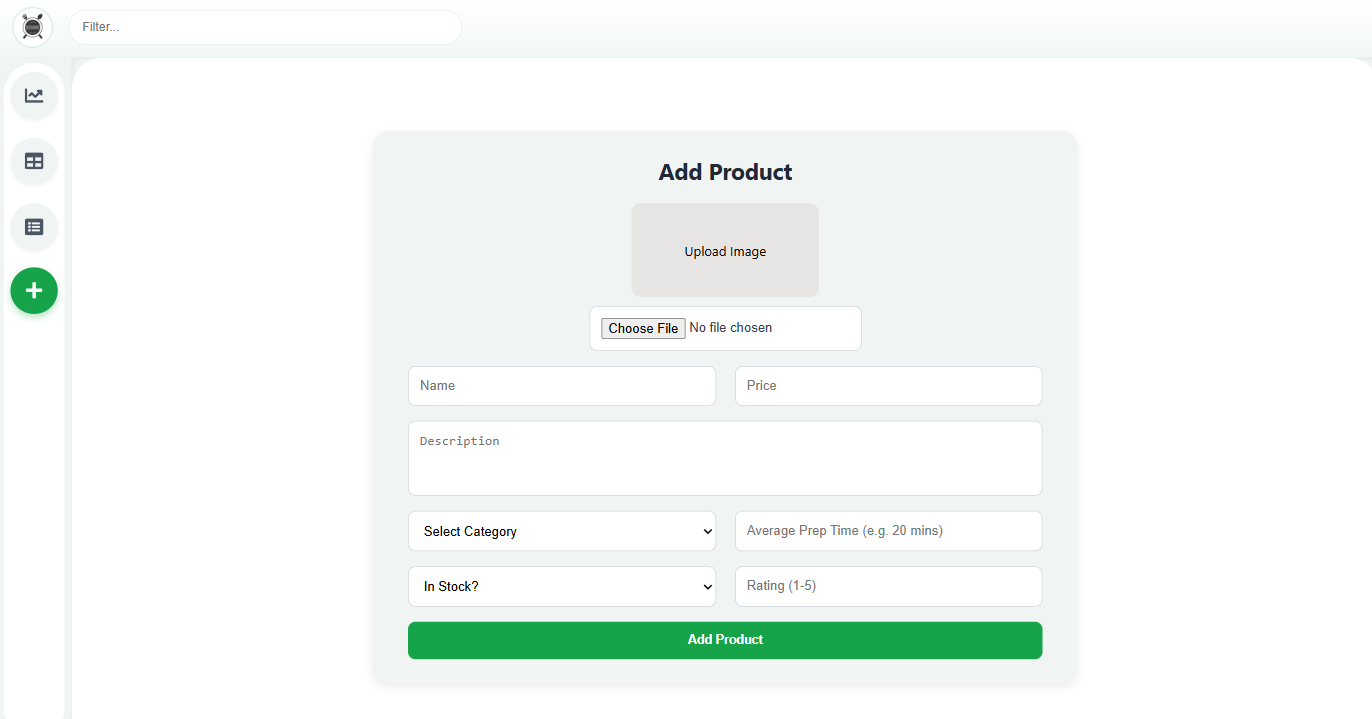 Filter...
Add Product
Upload Image
Choose File No file chosen
Name
Price
Description
Select Category
Average Prep Time (e.g. 20 mins)
In Stock?
Rating (1-5)
Add Product